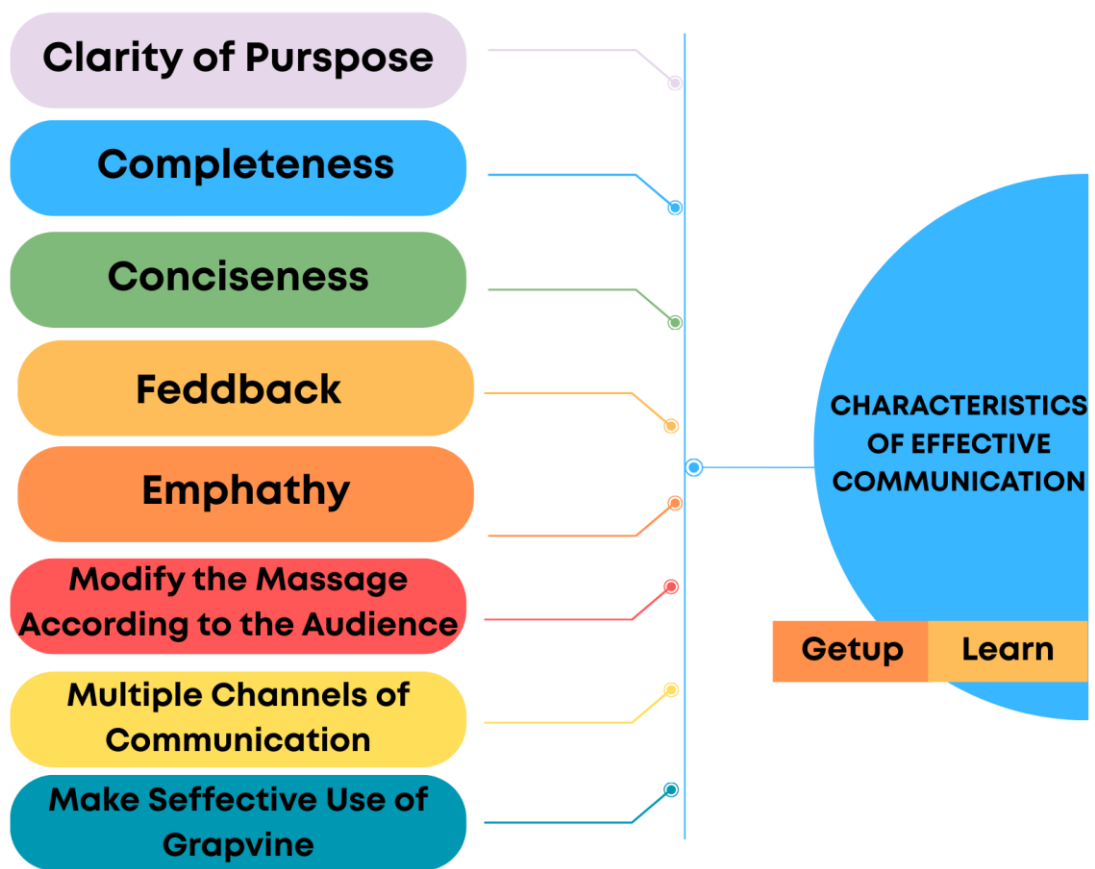 Clarity of Purspose
Completeness
Conciseness
Feddback
Emphathy
Modify the Massage
According to the Audience
Multiple Channels of
Communication
Make Seffective Use of
Grapvine
CHARACTERISTICS
OF EFFECTIVE
COMMUNICATION
Getup Learn